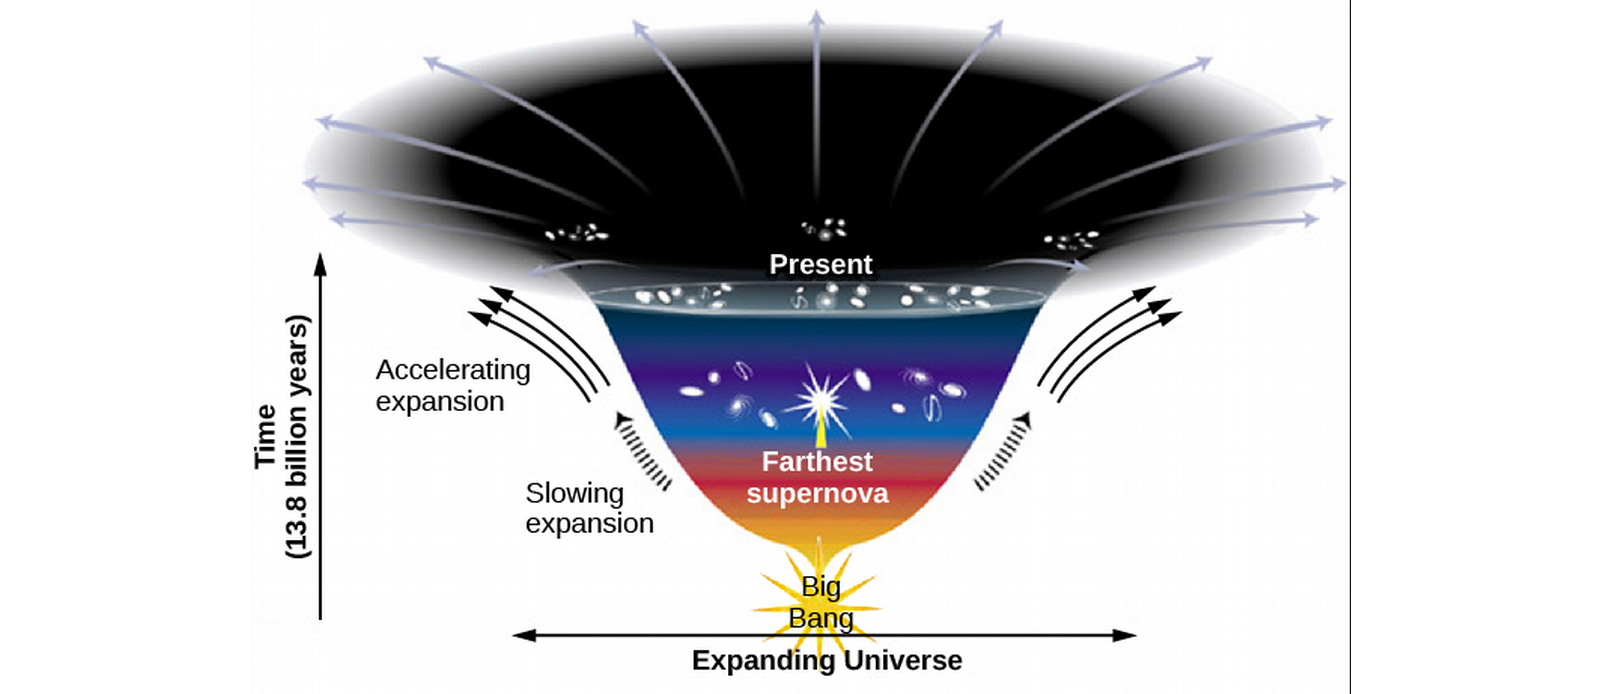 Present
Accelerating
expansion
Time
(13.8 billion years)
Farthest
supernova
Slowing
expansion
Big
Bang
Expanding Universe